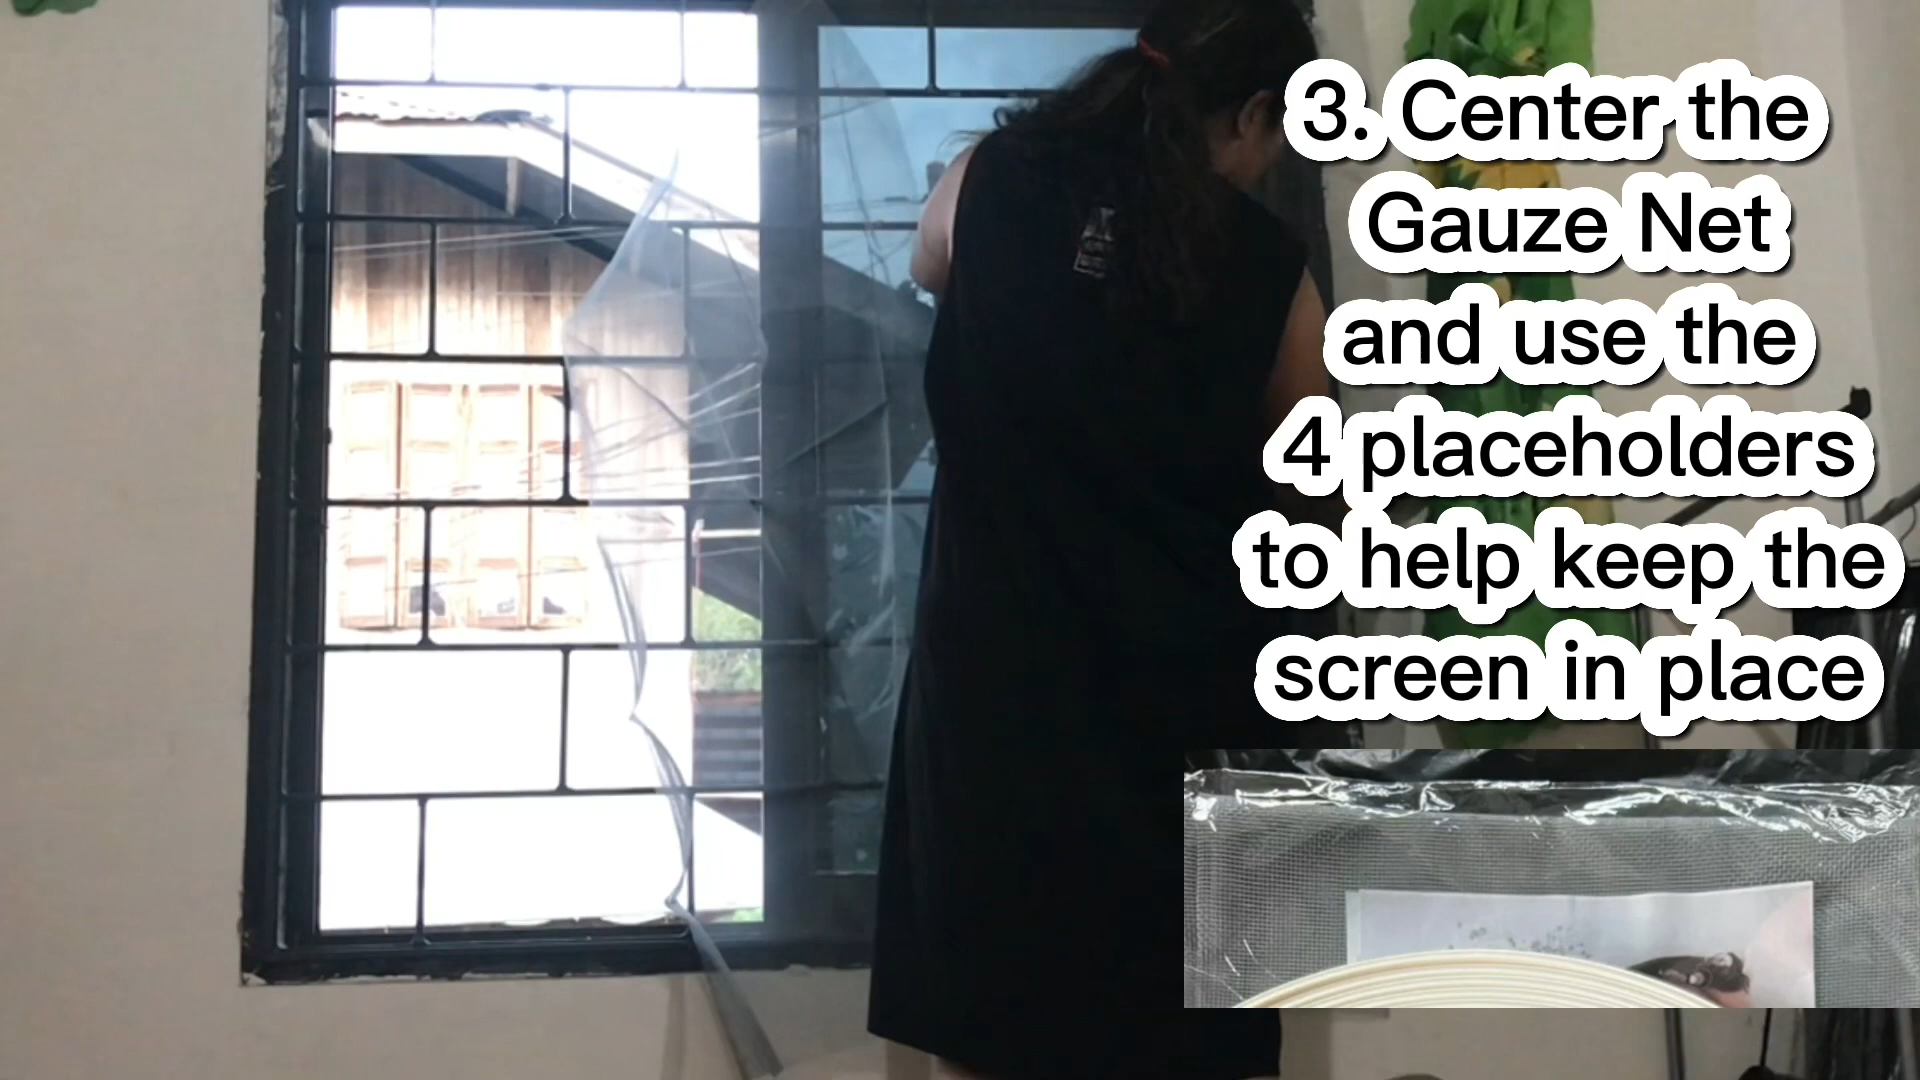 3. Center the
Gauze Net
and use the
4 placeholders
to help keep the
screen in place